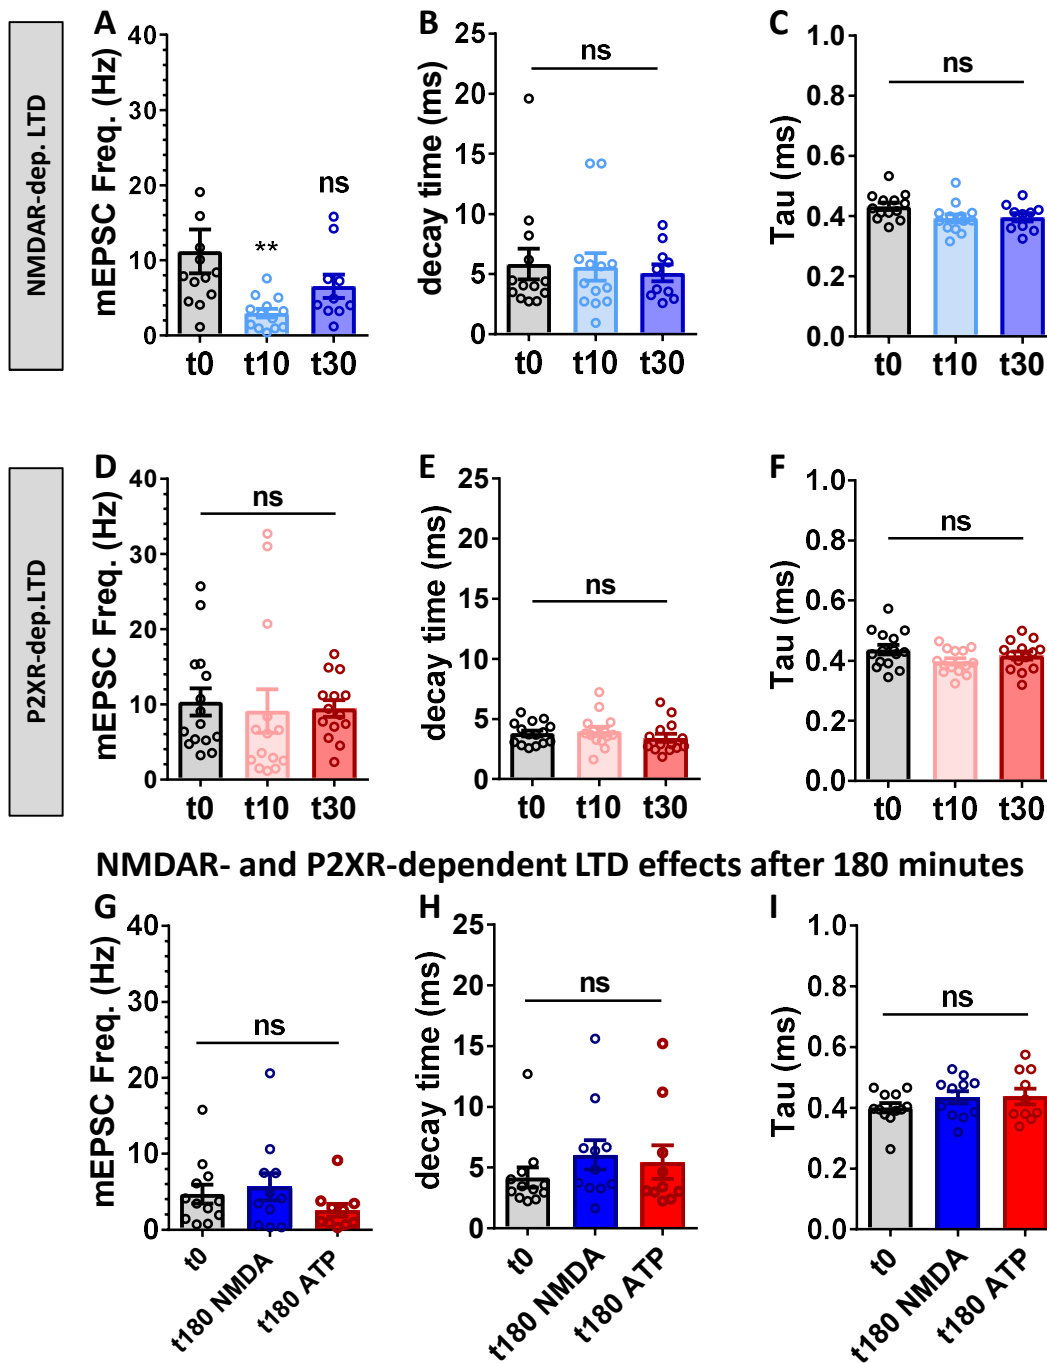 NMDAR-dep. LTD
A
mEPSC Freq. (Hz)
40
30
20
10
0
**
ns
t0 t10 t30
B
decay time (ms)
25
20
15
10
5
0
ns
t0 t10 t30
C
Tau (ms)
1.0
0.8
0.6
0.4
0.2
0.0
ns
t0 t10 t30
P2XR-dep.LTD
D
mEPSC Freq. (Hz)
40
30
20
10
0
ns
t0 t10 t30
E
decay time (ms)
25
20
15
10
5
0
ns
t0 t10 t30
F
Tau (ms)
1.0
0.8
0.6
0.4
0.2
0.0
ns
t0 t10 t30
NMDAR- and P2XR-dependent LTD effects after 180 minutes
G
mEPSC Freq. (Hz)
40
30
20
10
0
ns
t0
t180 NMDA
t180 ATP
H
decay time (ms)
25
20
15
10
5
0
ns
t0
t180 NMDA
t180 ATP
I
Tau (ms)
1.0
0.8
0.6
0.4
0.2
0.0
ns
t0
t180 NMDA
t180 ATP